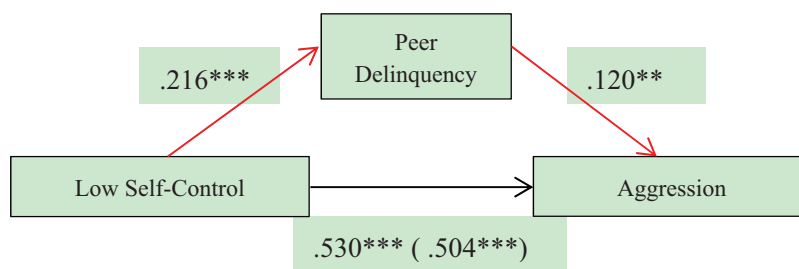 Peer
Delinquency
.216***
.120**
Low Self-Control
Aggression
.530*** ( .504***)